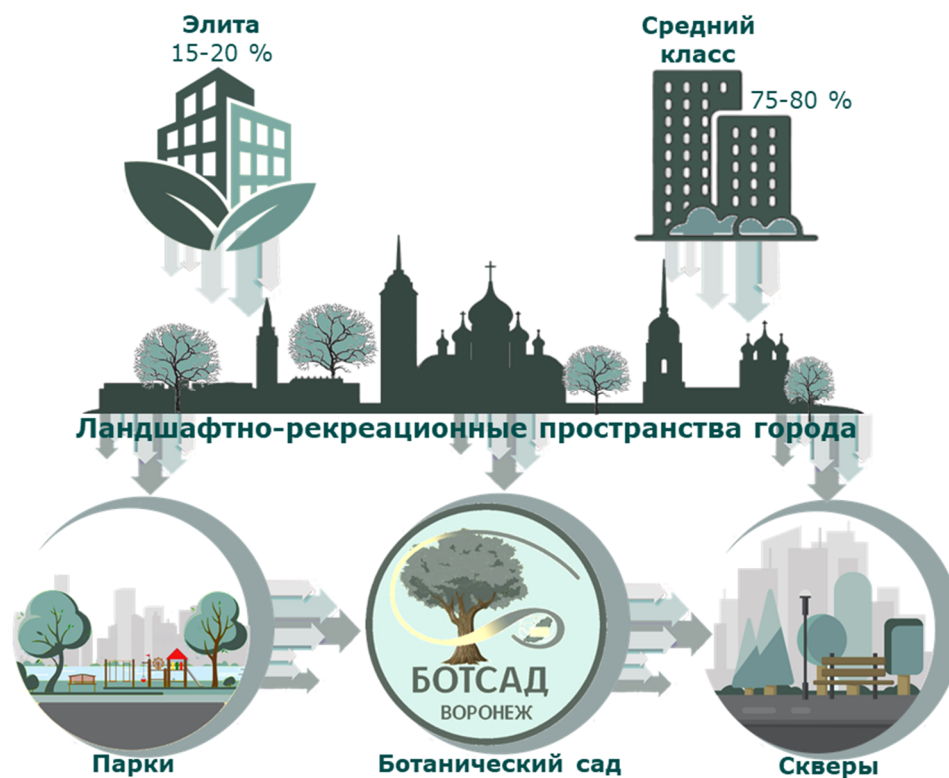 Элита
15-20 %
Средний
класс
75-80 %
Ландшафтно-рекреационные пространства города
БОТСАД
ВОРОНЕЖ
Парки
Ботанический сад
Скверы